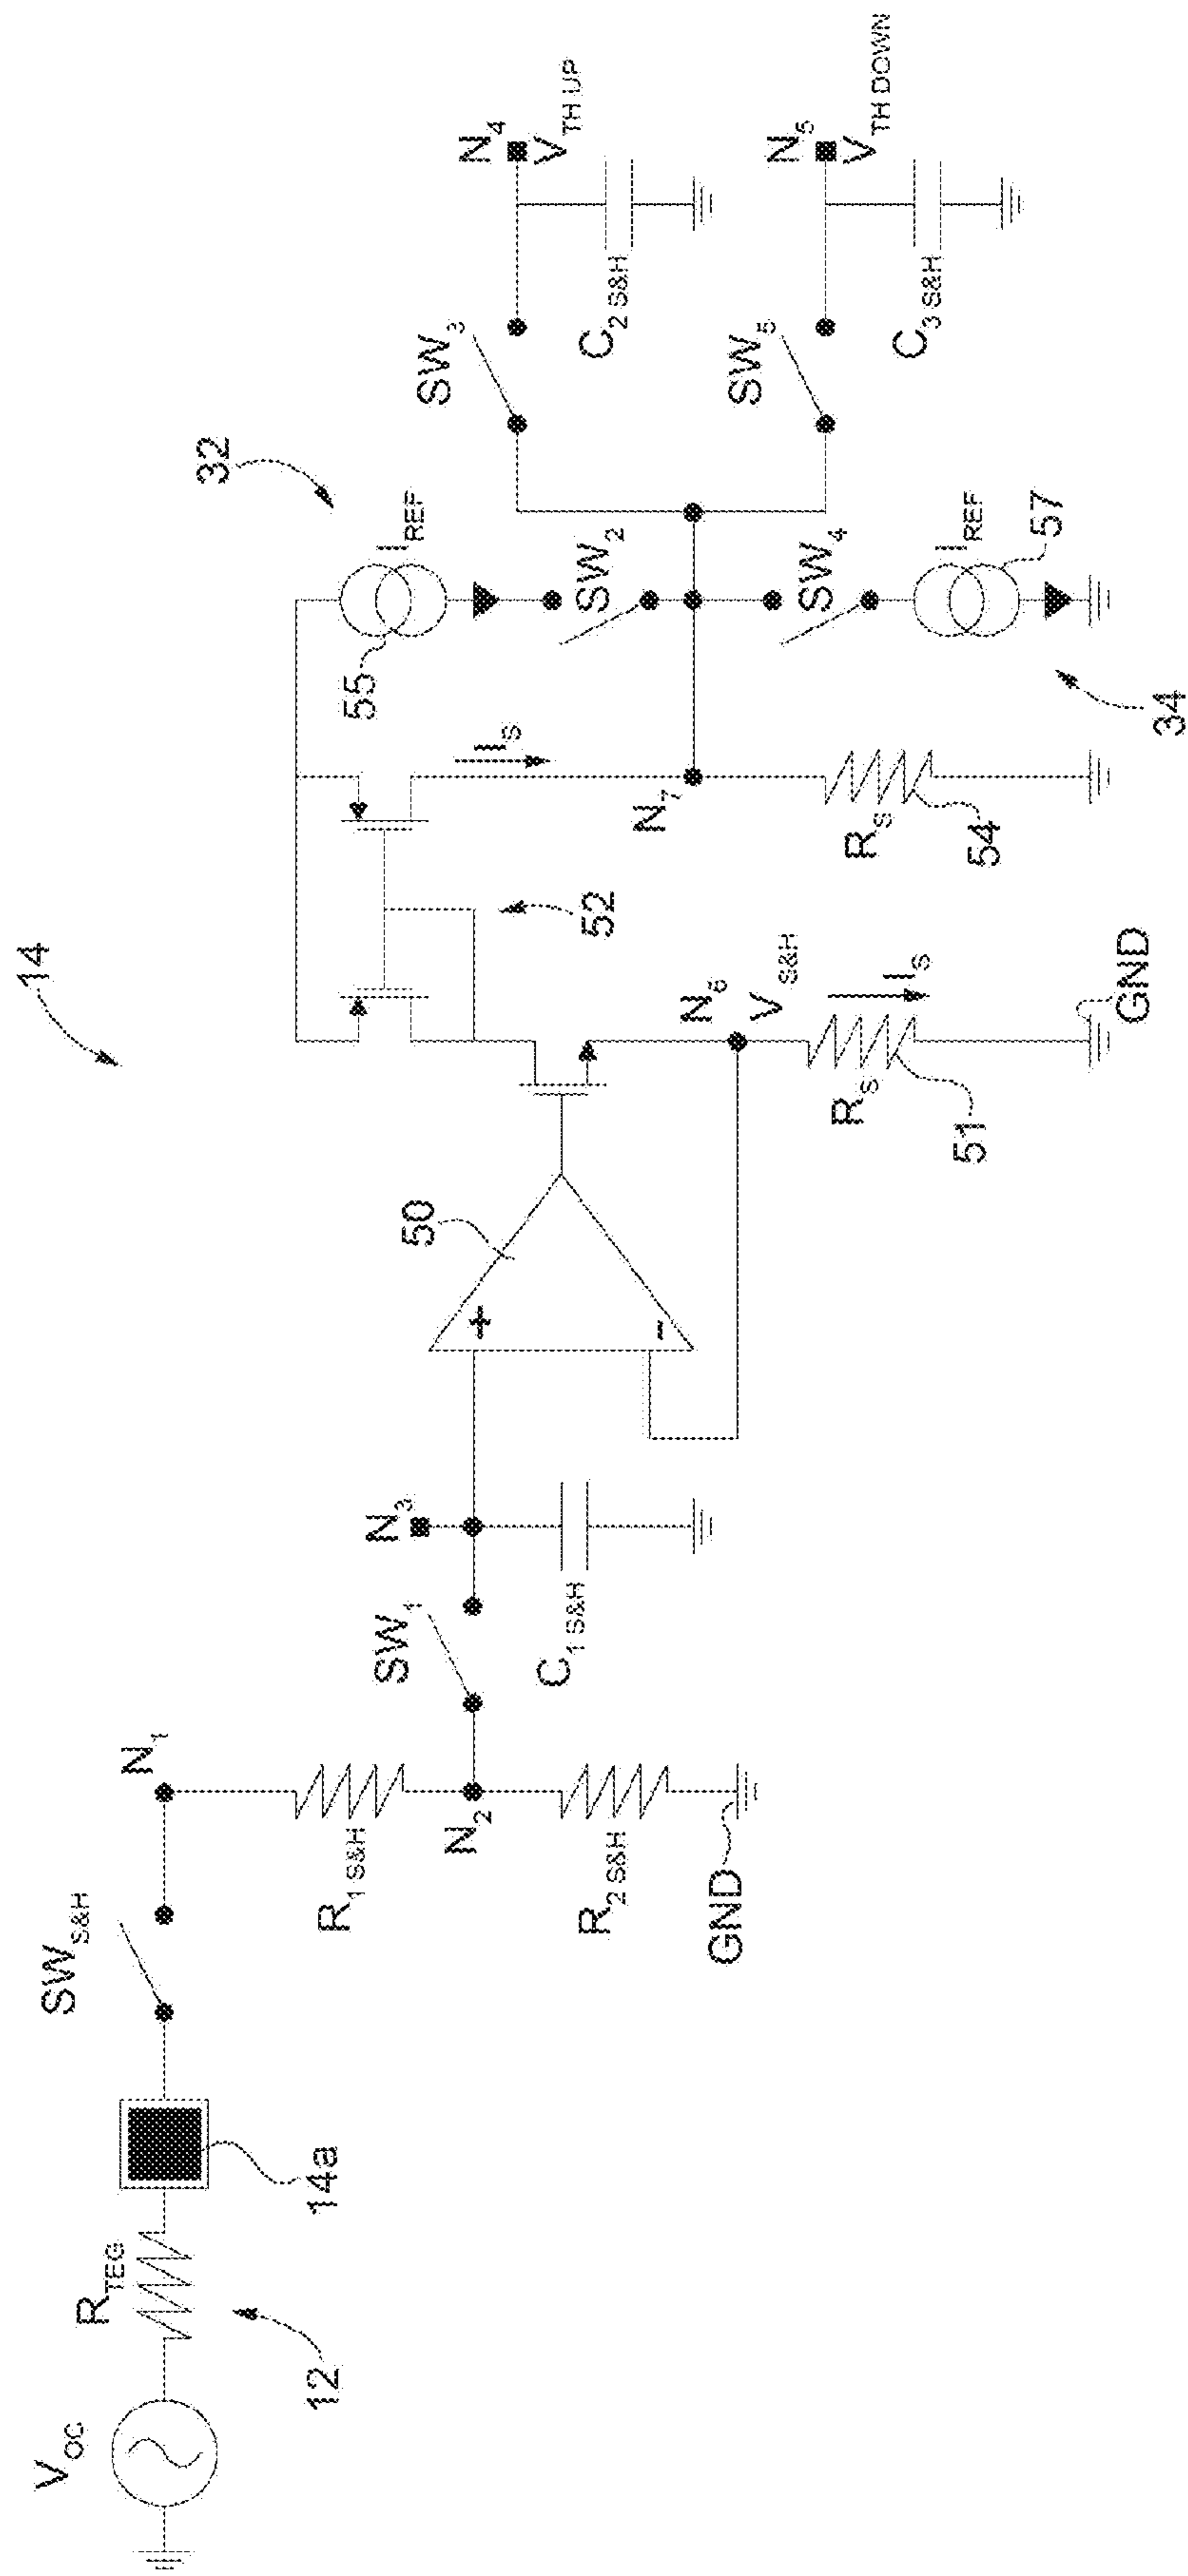 14
V_OC
R_TEG
12
14a
SW_S&H
N_1
R_1 S&H
N_2
R_2 S&H
GND
SW_1
N_3
C_1 S&H
50
+
-
52
N_6
V_S&H
R_S
I_S
51
GND
I_S
N_7
R_S
54
32
55
I_REF
SW_2
SW_4
I_REF
57
34
SW_3
N_4
V_TH UP
C_2 S&H
SW_5
N_5
V_TH DOWN
C_3 S&H